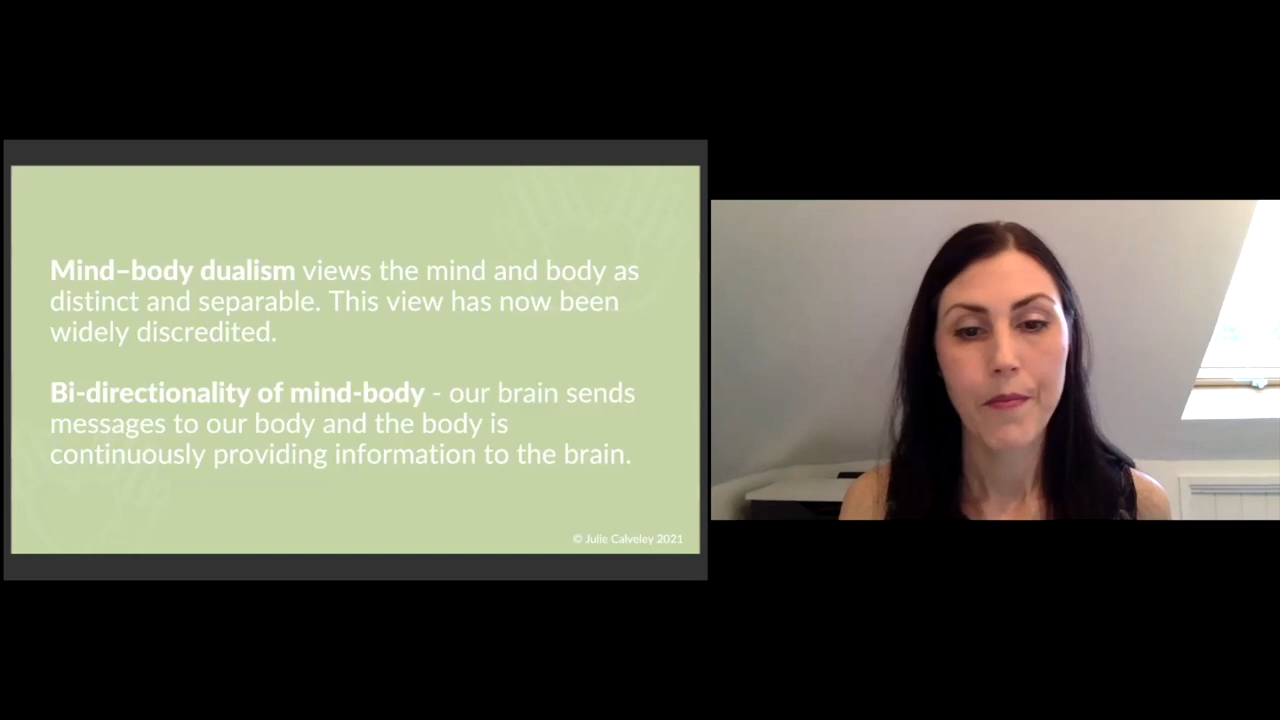 Mind–body dualism views the mind and body as
distinct and separable. This view has now been
widely discredited.
Bi-directionality of mind-body - our brain sends
messages to our body and the body is
continuously providing information to the brain.
© Julie Calveley 2021